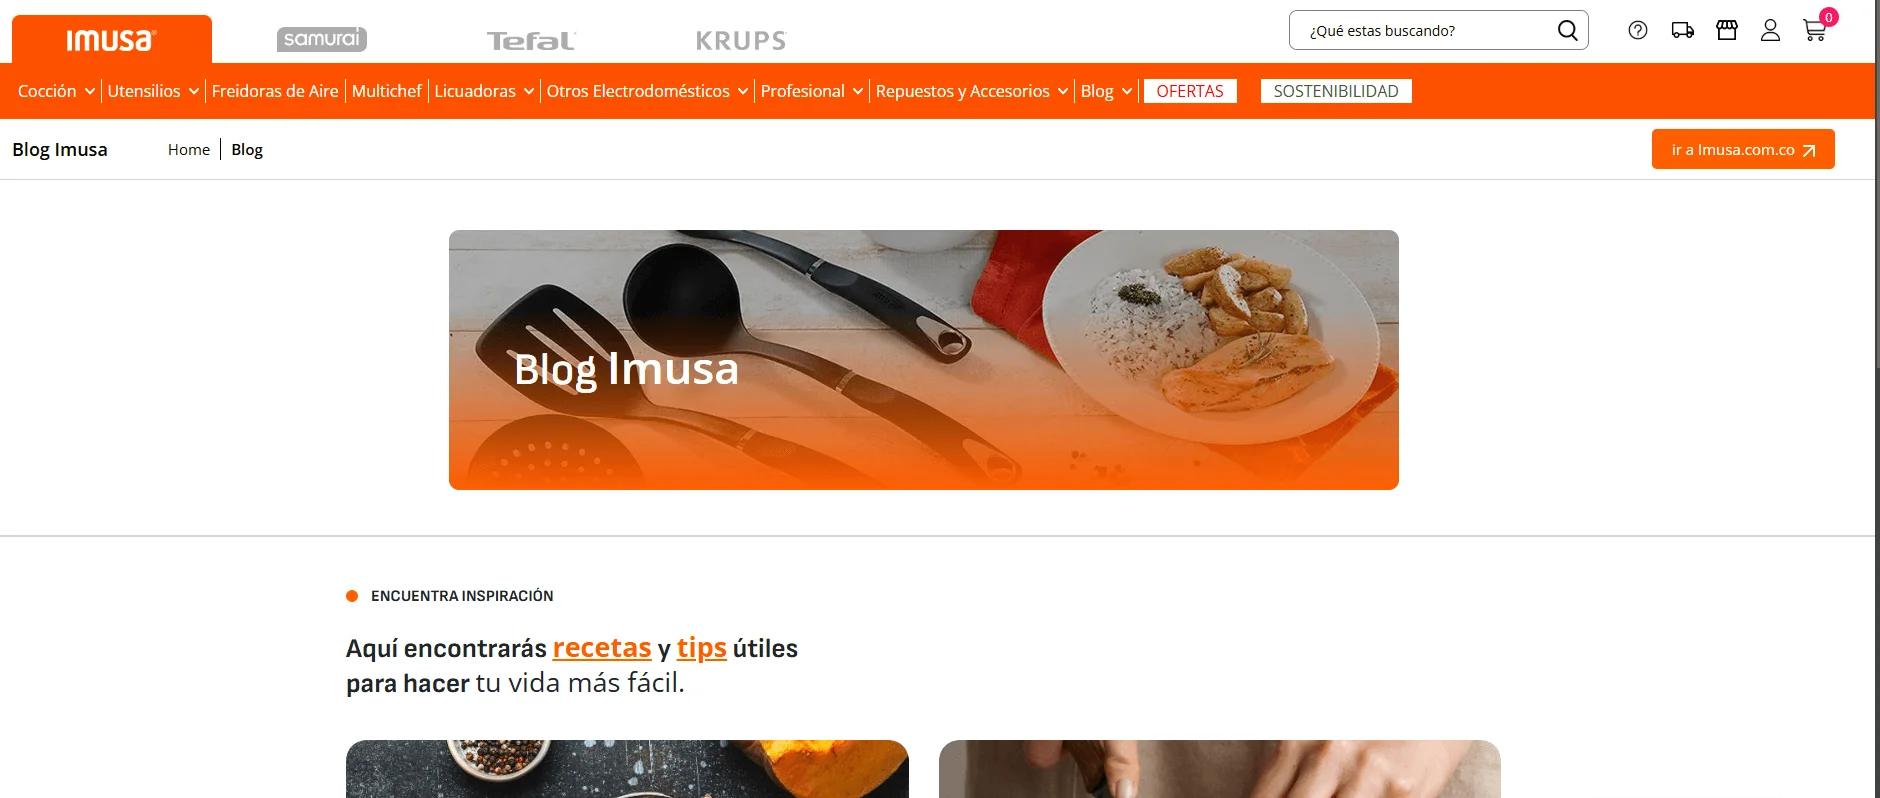 IMUSA
samurai
Tefal
KRUPS
¿Qué estas buscando?
0
Cocción
Utensilios
Freidoras de Aire
Multichef
Licuadoras
Otros Electrodomésticos
Profesional
Repuestos y Accesorios
Blog
OFERTAS
SOSTENIBILIDAD
Blog Imusa
Home
Blog
ir a Imusa.com.co
Blog Imusa
ENCUENTRA INSPIRACIÓN
Aquí encontrarás recetas y tips útiles
para hacer tu vida más fácil.